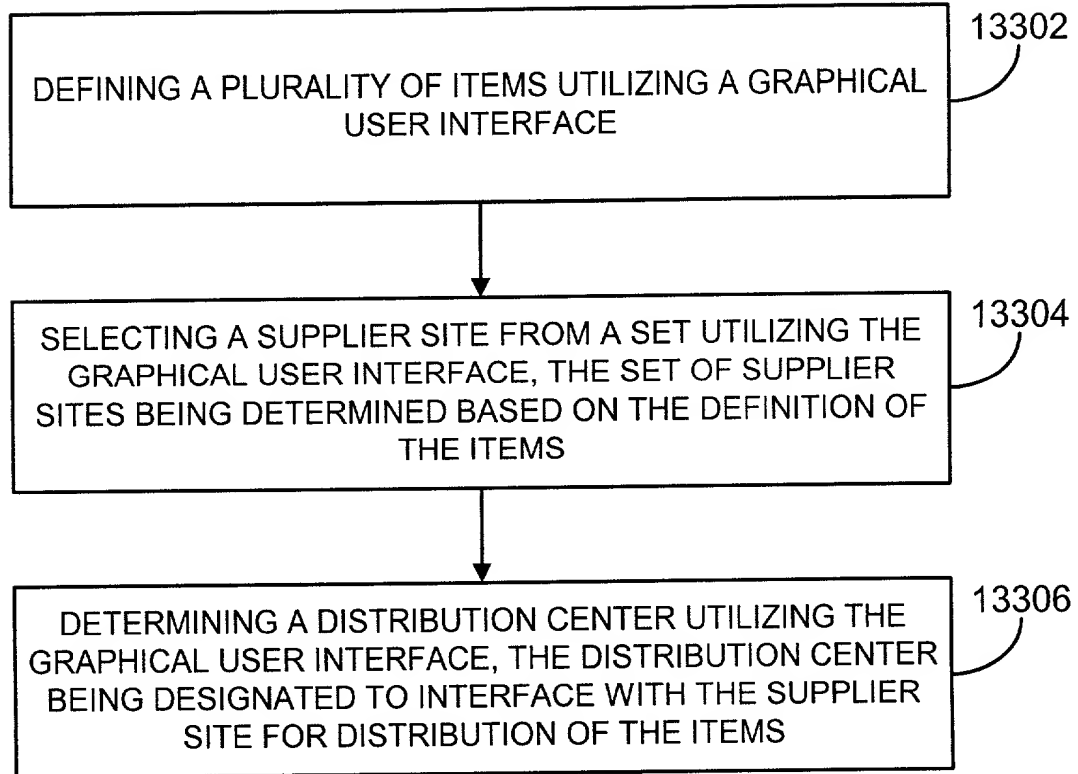 13302
DEFINING A PLURALITY OF ITEMS UTILIZING A GRAPHICAL
USER INTERFACE
13304
SELECTING A SUPPLIER SITE FROM A SET UTILIZING THE
GRAPHICAL USER INTERFACE, THE SET OF SUPPLIER
SITES BEING DETERMINED BASED ON THE DEFINITION OF
THE ITEMS
13306
DETERMINING A DISTRIBUTION CENTER UTILIZING THE
GRAPHICAL USER INTERFACE, THE DISTRIBUTION CENTER
BEING DESIGNATED TO INTERFACE WITH THE SUPPLIER
SITE FOR DISTRIBUTION OF THE ITEMS